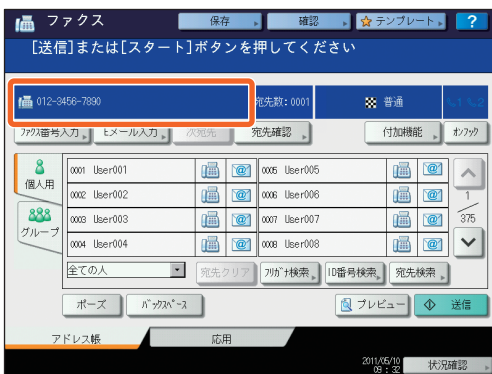 ファクス 保存 確認 テンプレート ?
[送信]または[スタート]ボタンを押してください
012-3456-7890 宛先数:0001 普通 L1 L2
ファクス番号入力 Eメール入力 次宛先 宛先確認 付加機能 オンフック
個人用
グループ
0001 User001 0005 User005
0002 User002 0006 User006
0003 User003 0007 User007
0004 User004 0008 User008
1
375
全ての人 宛先クリア フリガナ検索 ID番号検索 宛先検索
ポーズ バックスペース プレビュー 送信
アドレス帳 応用
2011/05/10
09:32 状況確認